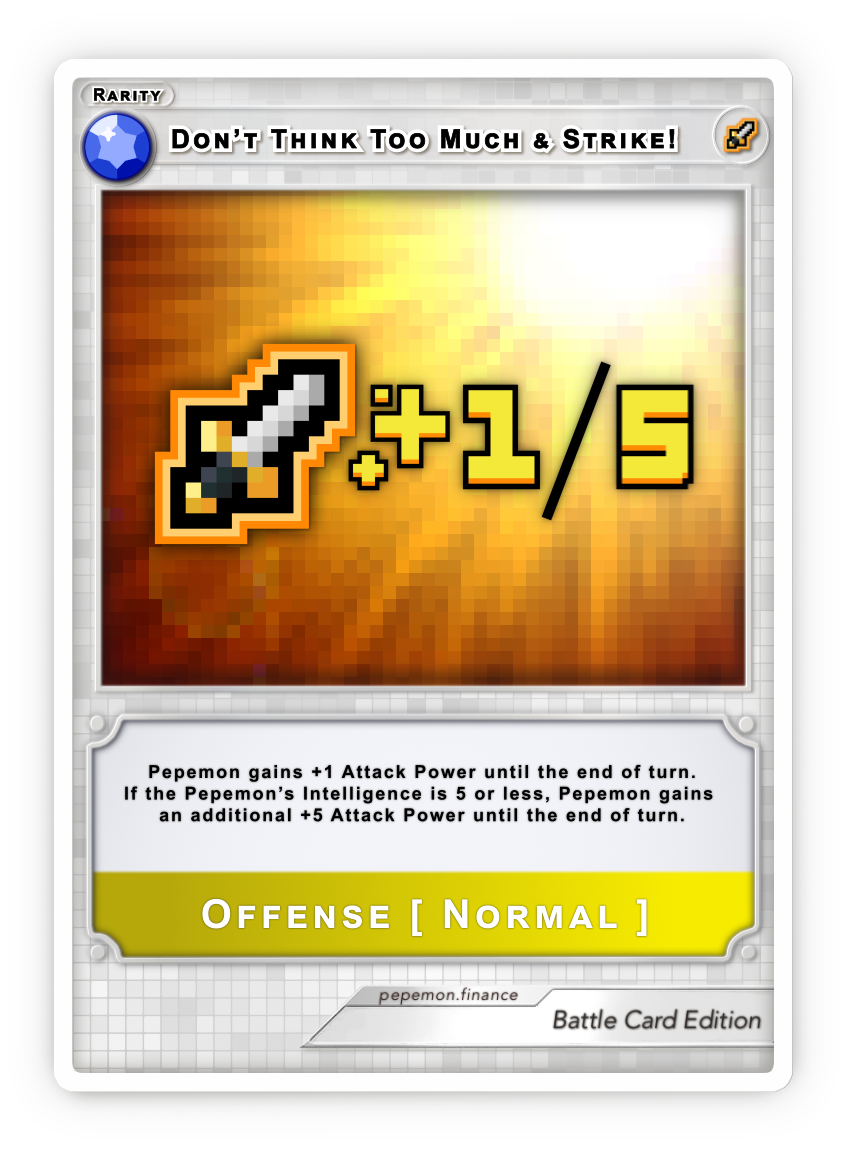 Rarity
Don't Think Too Much & Strike!
+1/5
Pepemon gains +1 Attack Power until the end of turn.
If the Pepemon's Intelligence is 5 or less, Pepemon gains
an additional +5 Attack Power until the end of turn.
Offense [ Normal ]
pepemon.finance
Battle Card Edition